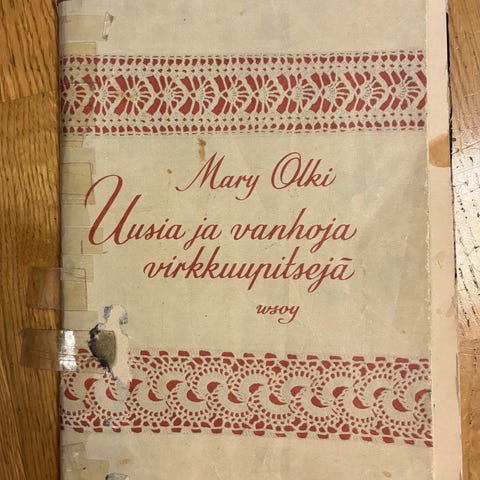 Mary Olki
Uusia ja vanhoja
virkkuupitsejä
wsoy